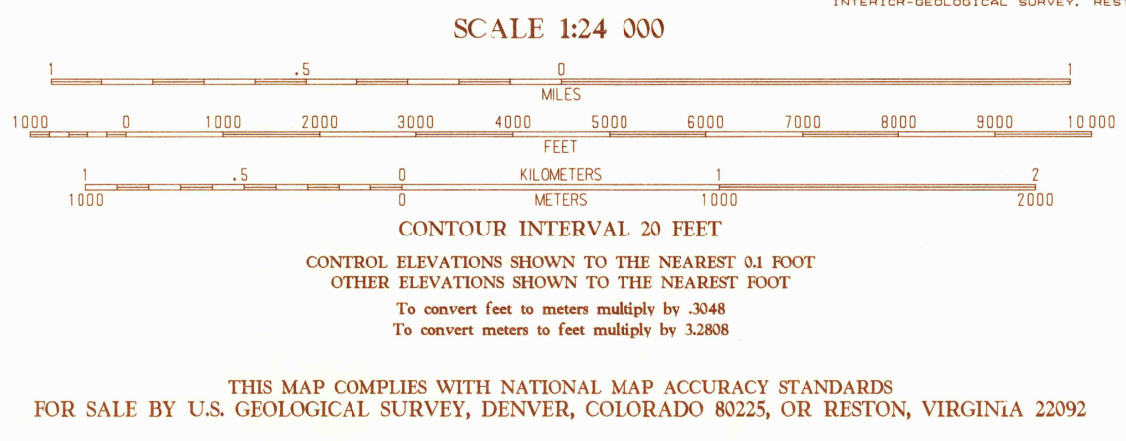 INTERIOR-GEOLOGICAL SURVEY, REST
SCALE 1:24 000
1 .5 0 1
MILES
1000 0 1000 2000 3000 4000 5000 6000 7000 8000 9000 10 000
FEET
1 .5 0 KILOMETERS 1 2
1000 0 METERS 1000 2000
CONTOUR INTERVAL 20 FEET
CONTROL ELEVATIONS SHOWN TO THE NEAREST 0.1 FOOT
OTHER ELEVATIONS SHOWN TO THE NEAREST FOOT
To convert feet to meters multiply by .3048
To convert meters to feet multiply by 3.2808
THIS MAP COMPLIES WITH NATIONAL MAP ACCURACY STANDARDS
FOR SALE BY U.S. GEOLOGICAL SURVEY, DENVER, COLORADO 80225, OR RESTON, VIRGINIA 22092